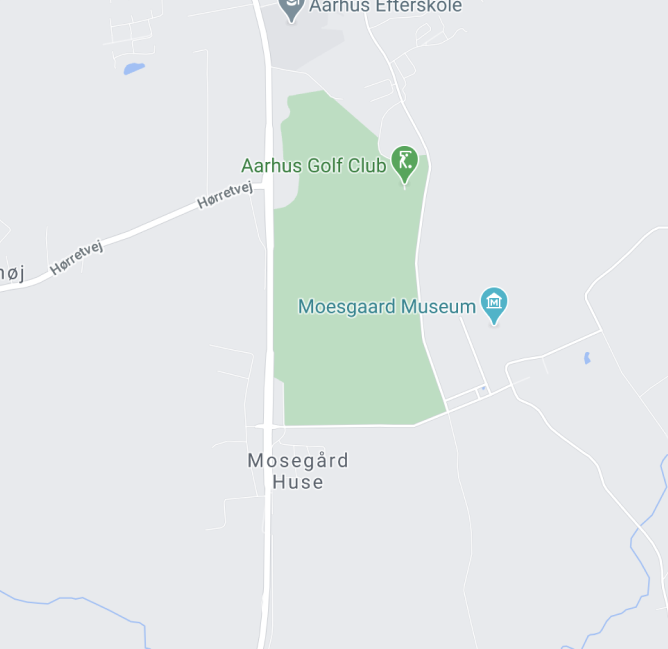 Aarhus Efterskole
Aarhus Golf Club
Hørretvej
Hørretvej
høj
Moesgaard Museum
M
Mosegård
Huse